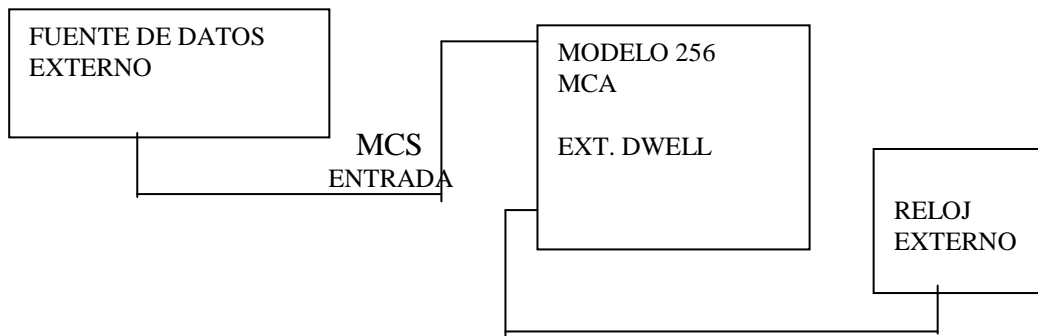 FUENTE DE DATOS
EXTERNO
MCS
ENTRADA
MODELO 256
MCA
EXT. DWELL
RELOJ
EXTERNO